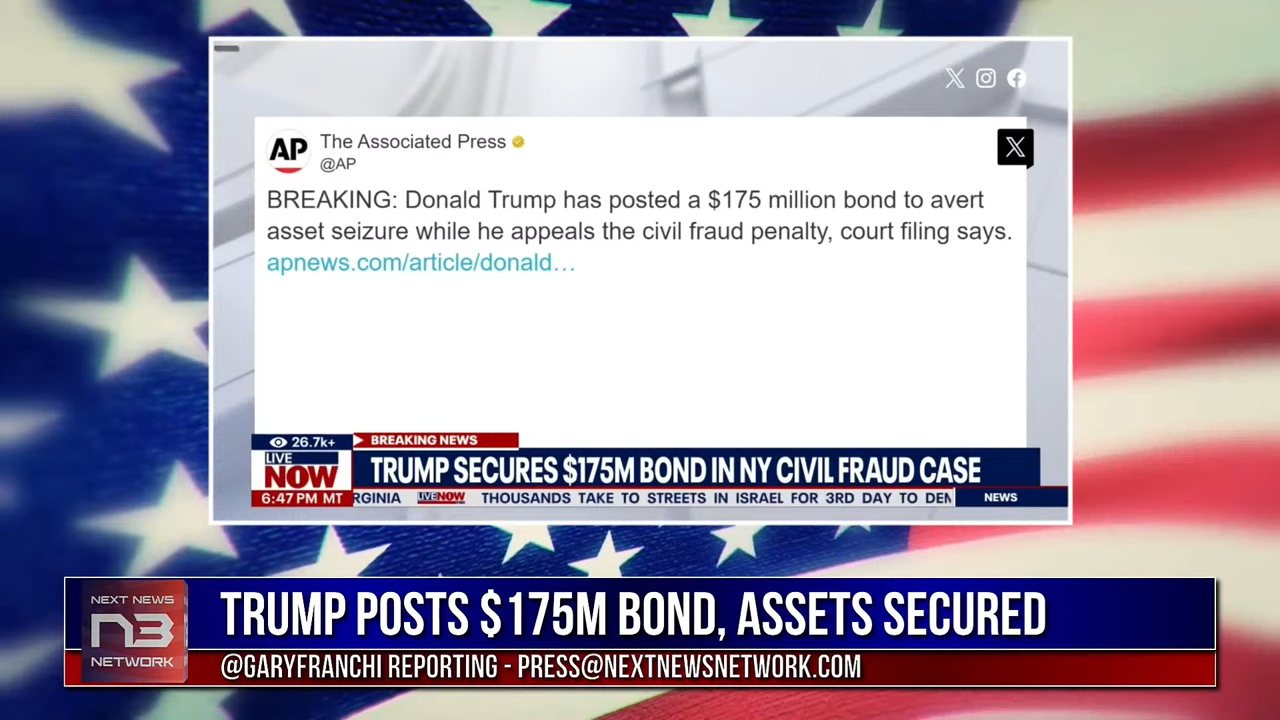 The Associated Press
@AP
BREAKING: Donald Trump has posted a $175 million bond to avert
asset seizure while he appeals the civil fraud penalty, court filing says.
apnews.com/article/donald…
AP
26.7k+
BREAKING NEWS
LIVE
NOW
TRUMP SECURES $175M BOND IN NY CIVIL FRAUD CASE
6:47 PM MT
RGINIA LIVENOW THOUSANDS TAKE TO STREETS IN ISRAEL FOR 3RD DAY TO DEN
NEWS
NEXT NEWS
N3
NETWORK
TRUMP POSTS $175M BOND, ASSETS SECURED
@GARYFRANCHI REPORTING - PRESS@NEXTNEWSNETWORK.COM